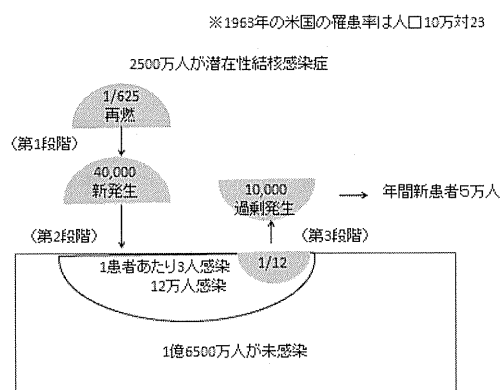 ※1963年の米国の罹患率は人口10万対23
2500万人が潜在性結核感染症
1/625
再燃
（第1段階）
40,000
新発生
10,000
過剰発生
年間新患者5万人
（第2段階）
（第3段階）
1患者あたり3人感染
12万人感染
1/12
1億6500万人が未感染